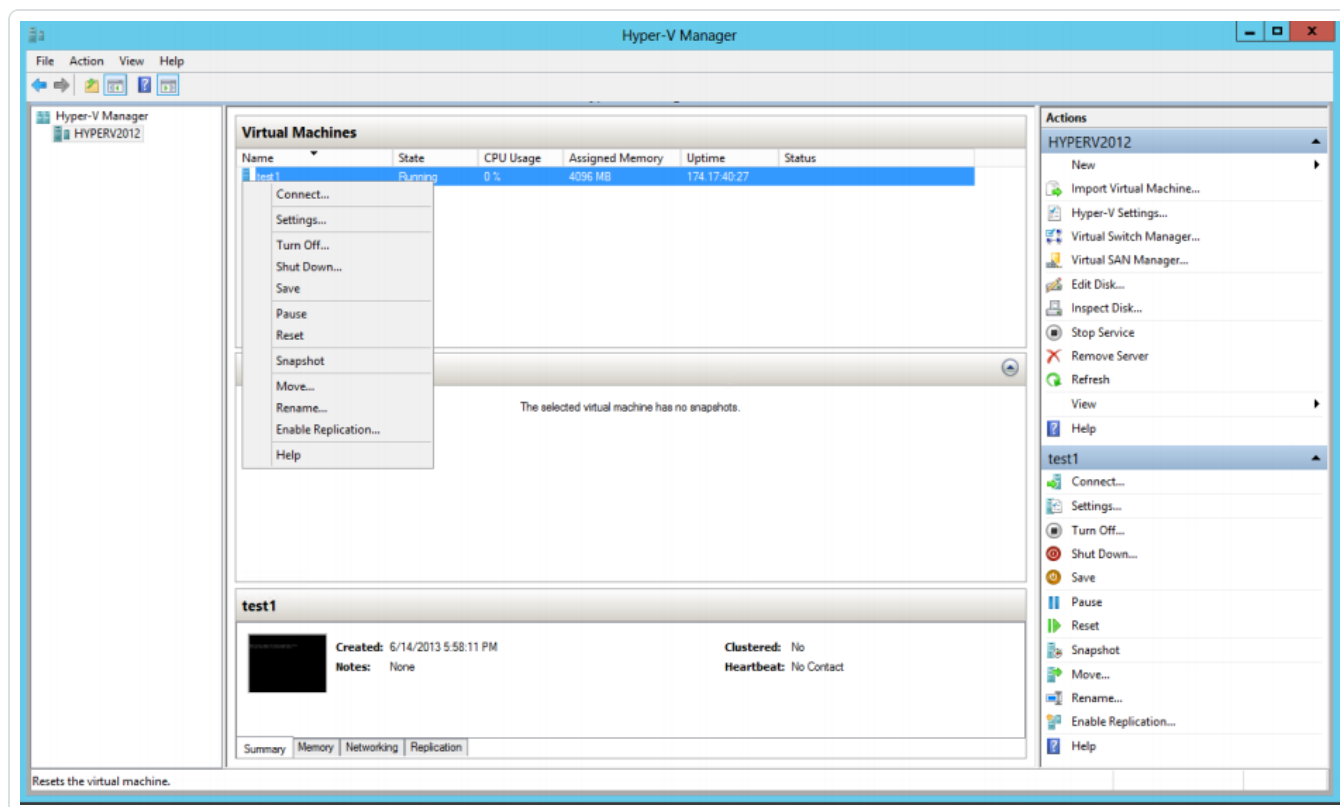 Hyper-V Manager
File Action View Help
Hyper-V Manager
HYPERV2012
Virtual Machines
Name State CPU Usage Assigned Memory Uptime Status
test1 Running 0 % 4096 MB 174.17:40:27
Connect...
Settings...
Turn Off...
Shut Down...
Save
Pause
Reset
Snapshot
Move...
Rename...
Enable Replication...
Help
The selected virtual machine has no snapshots.
test1
Created: 6/14/2013 5:58:11 PM Clustered: No
Notes: None Heartbeat: No Contact
Summary Memory Networking Replication
Actions
HYPERV2012
New
Import Virtual Machine...
Hyper-V Settings...
Virtual Switch Manager...
Virtual SAN Manager...
Edit Disk...
Inspect Disk...
Stop Service
Remove Server
Refresh
View
Help
test1
Connect...
Settings...
Turn Off...
Shut Down...
Save
Pause
Reset
Snapshot
Move...
Rename...
Enable Replication...
Help
Resets the virtual machine.